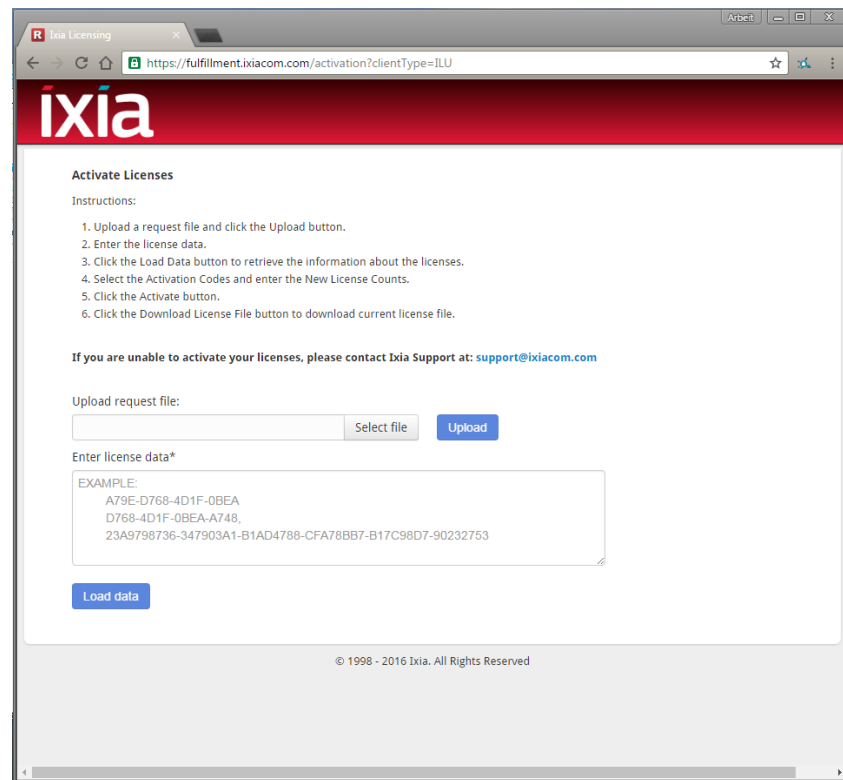 Arbeit
Ixia Licensing
https://fulfillment.ixiacom.com/activation?clientType=ILU
ixia
Activate Licenses
Instructions:
1. Upload a request file and click the Upload button.
2. Enter the license data.
3. Click the Load Data button to retrieve the information about the licenses.
4. Select the Activation Codes and enter the New License Counts.
5. Click the Activate button.
6. Click the Download License File button to download current license file.
If you are unable to activate your licenses, please contact Ixia Support at: support@ixiacom.com
Upload request file:
Select file Upload
Enter license data*
EXAMPLE:
A79E-D768-4D1F-0BEA
D768-4D1F-0BEA-A748,
23A9798736-347903A1-B1AD4788-CFA78BB7-B17C98D7-90232753
Load data
© 1998 - 2016 Ixia. All Rights Reserved